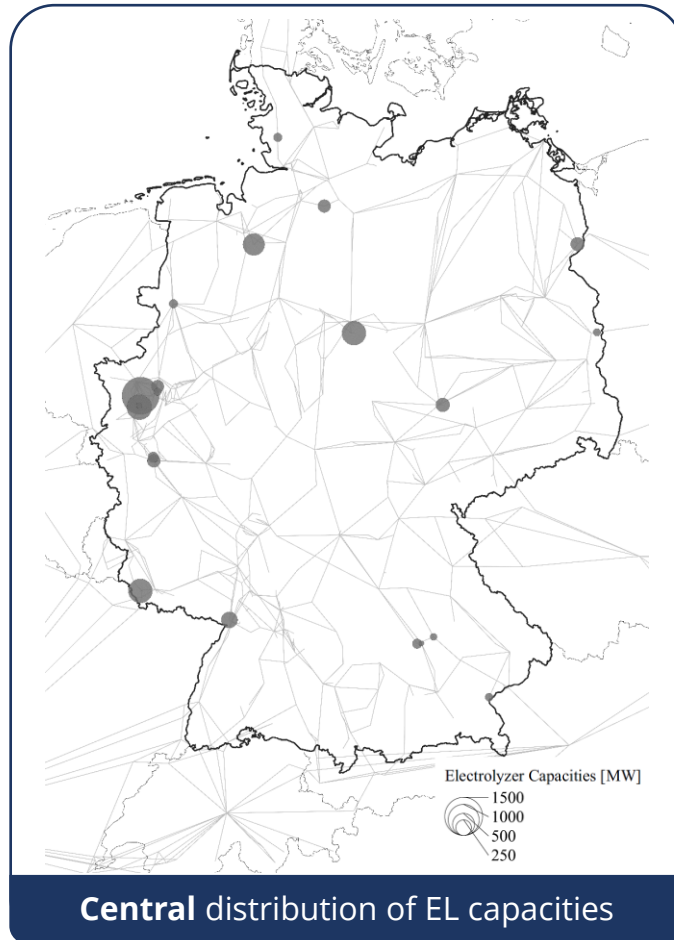 Electrolyzer Capacities [MW]
1500
1000
500
250
Central distribution of EL capacities